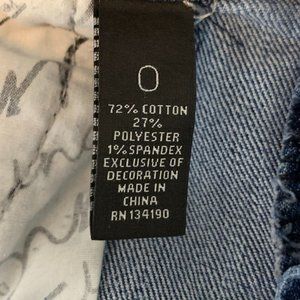 0
72% COTTON
27%
POLYESTER
1% SPANDEX
EXCLUSIVE OF
DECORATION
MADE IN
CHINA
RN 134190